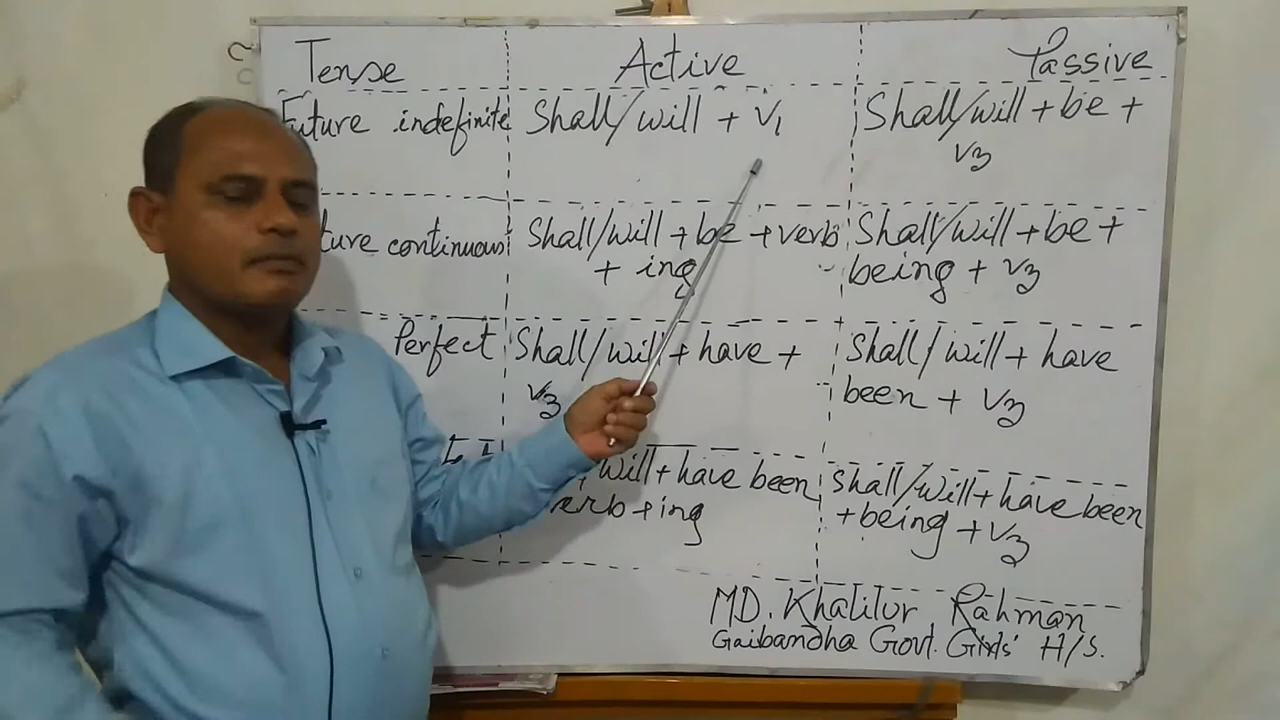 Tense Active Passive
Future indefinite Shall/will + V1 Shall/will + be +
V3
continuous Shall/will + be + verb Shall/will + be +
+ ing being + V3
Perfect Shall/will + have + Shall/will + have
V3 been + V3
will + have been Shall/will + have been
+ ing + being + V3
MD. Khalilur Rahman
Gaibandha Govt. Girls' H/S.